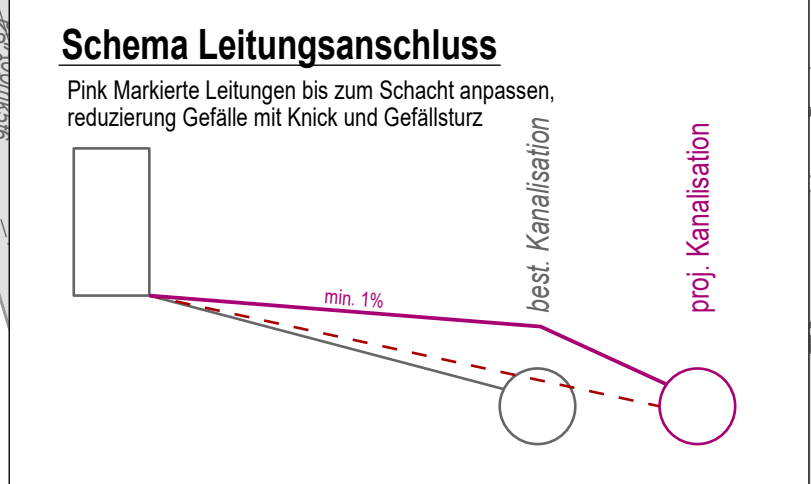 Schema Leitungsanschluss
Pink Markierte Leitungen bis zum Schacht anpassen,
reduzierung Gefälle mit Knick und Gefällsturz
best. Kanalisation
proj. Kanalisation
min. 1%